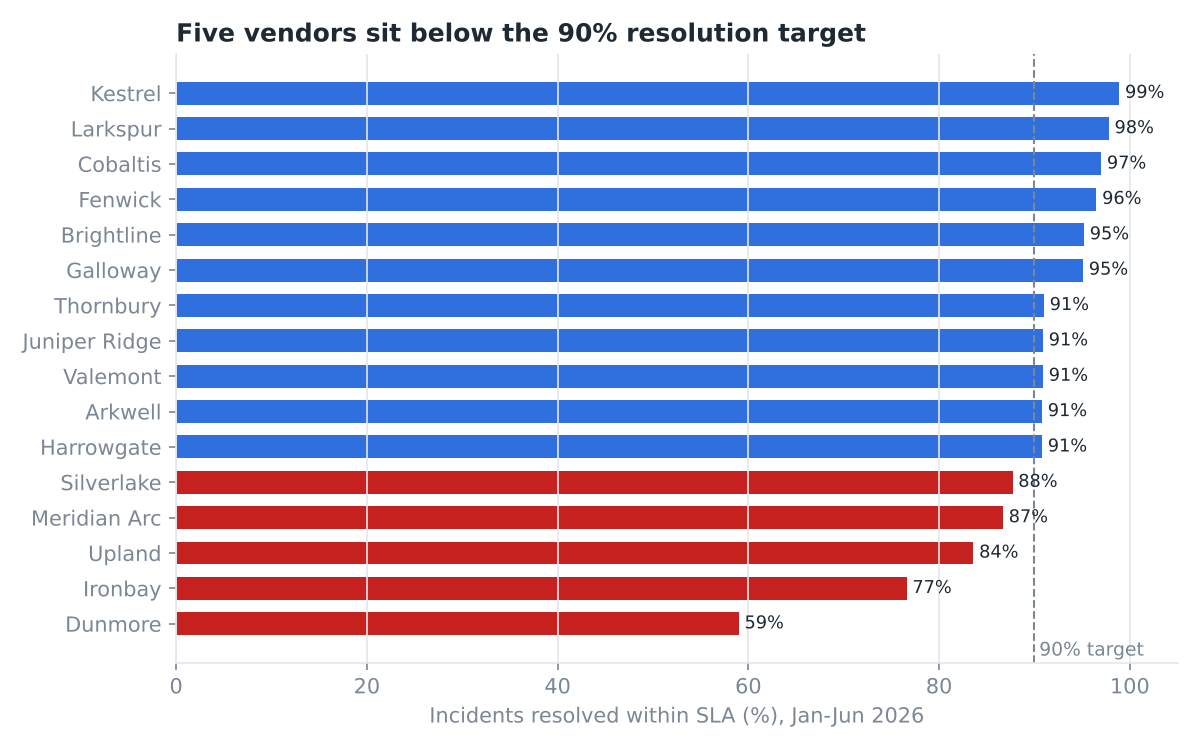 Five vendors sit below the 90% resolution target
Kestrel 99%
Larkspur 98%
Cobaltis 97%
Fenwick 96%
Brightline 95%
Galloway 95%
Thornbury 91%
Juniper Ridge 91%
Valemont 91%
Arkwell 91%
Harrowgate 91%
Silverlake 88%
Meridian Arc 87%
Upland 84%
Ironbay 77%
Dunmore 59%
90% target
0 20 40 60 80 100
Incidents resolved within SLA (%), Jan-Jun 2026